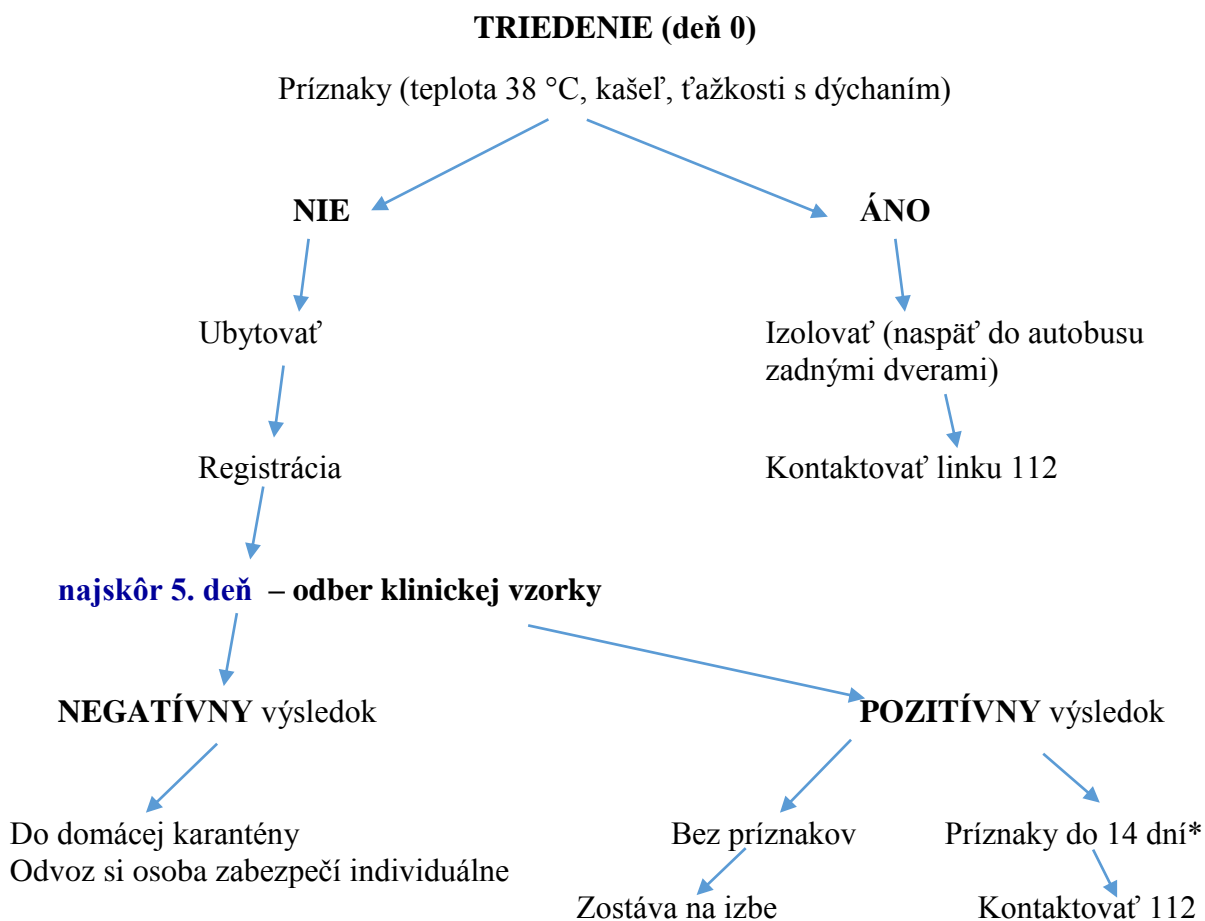 TRIEDENIE (deň 0)
Príznaky (teplota 38 °C, kašeľ, ťažkosti s dýchaním)
NIE
ÁNO
Ubytovať
Izolovať (naspäť do autobusu
zadnými dverami)
Registrácia
Kontaktovať linku 112
najskôr 5. deň – odber klinickej vzorky
NEGATÍVNY výsledok
POZITÍVNY výsledok
Do domácej karantény
Odvoz si osoba zabezpečí individuálne
Bez príznakov
Príznaky do 14 dní*
Zostáva na izbe
Kontaktovať 112